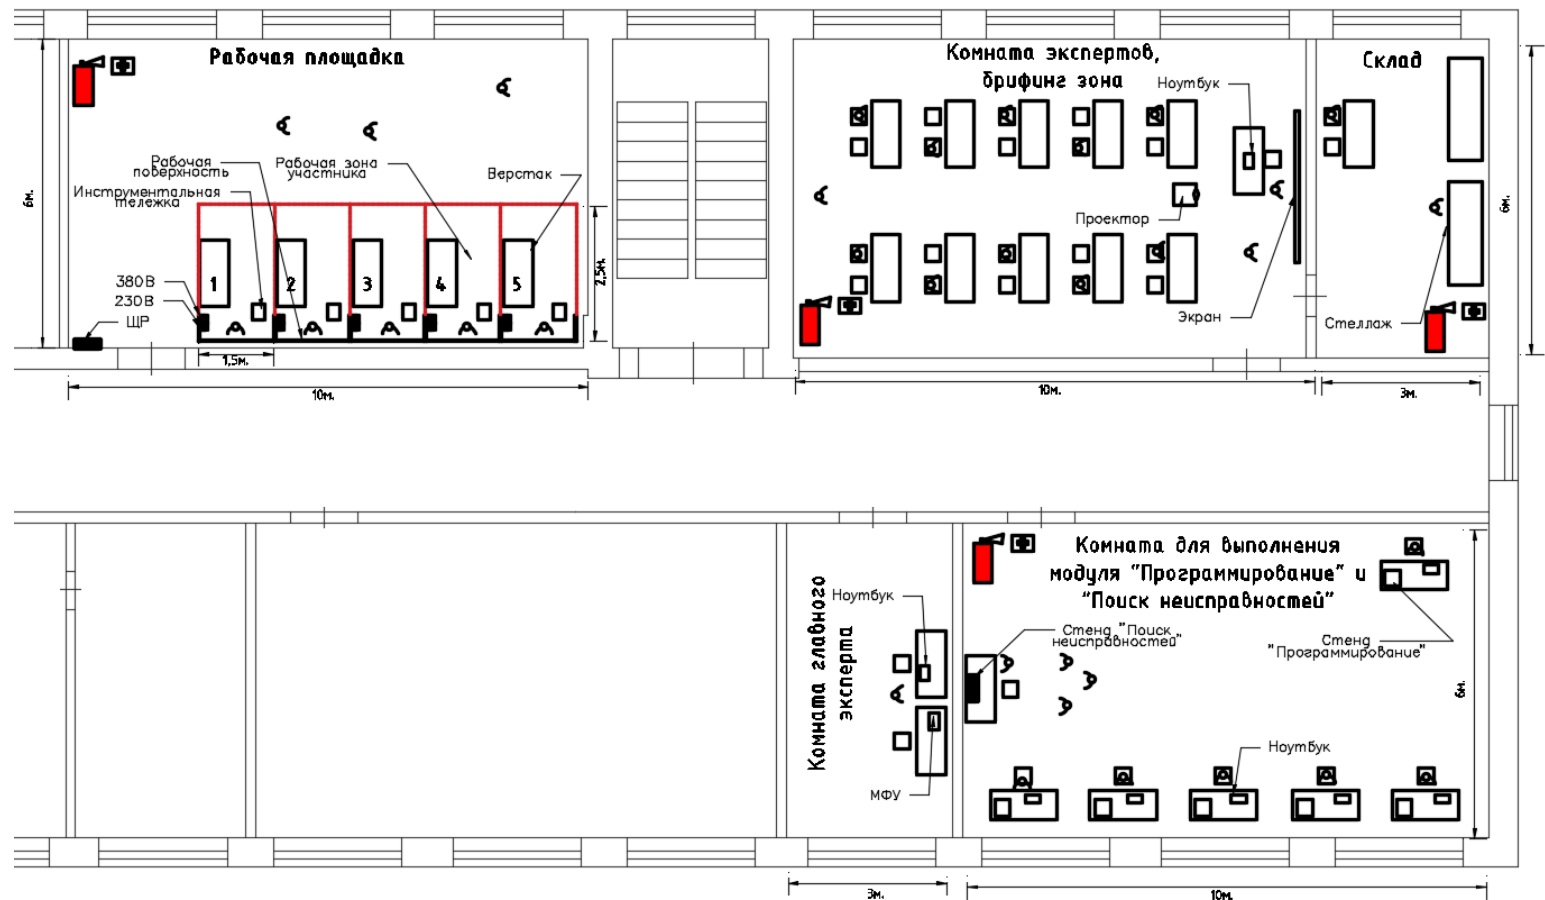 Рабочая площадка
Рабочая
поверхность
Рабочая зона
участника
Верстак
Инструментальная
тележка
6м.
1
2
3
4
5
2,5м.
380В
230В
ЩР
1,5м.
10м.
Комната экспертов,
брифинг зона
Ноутбук
Проектор
Экран
10м.
Склад
Стеллаж
6м.
3м.
Комната главного
эксперта
Ноутбук
МФУ
3м.
Комната для выполнения
модуля "Программирование" и
"Поиск неисправностей"
Стенд "Поиск
неисправностей"
Стенд
"Программирование"
Ноутбук
6м.
10м.